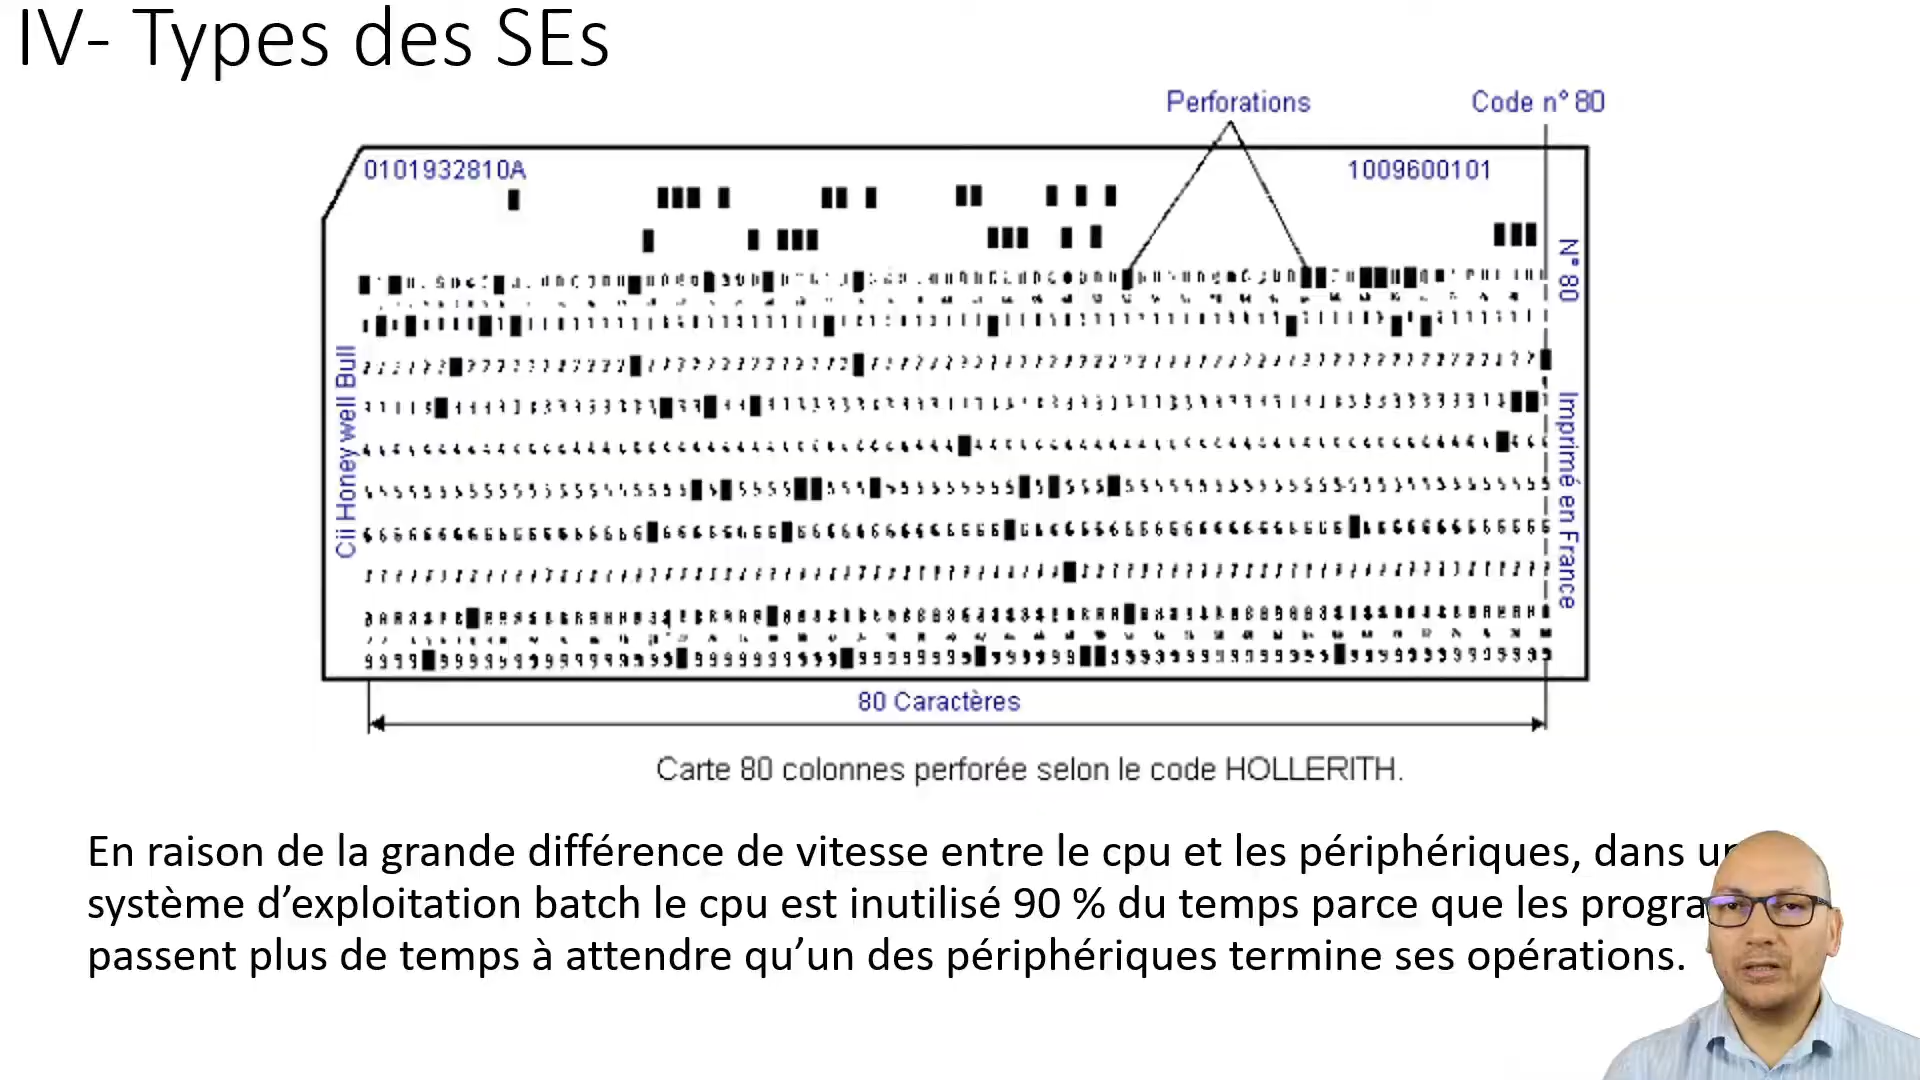 IV- Types des SEs
Perforations
Code n° 80
0101932810A
1009600101
N° 80
Cii Honey well Bull
Imprimé en France
80 Caractères
Carte 80 colonnes perforée selon le code HOLLERITH.
En raison de la grande différence de vitesse entre le cpu et les périphériques, dans
système d’exploitation batch le cpu est inutilisé 90 % du temps parce que les
passent plus de temps à attendre qu’un des périphériques termine ses opérations.